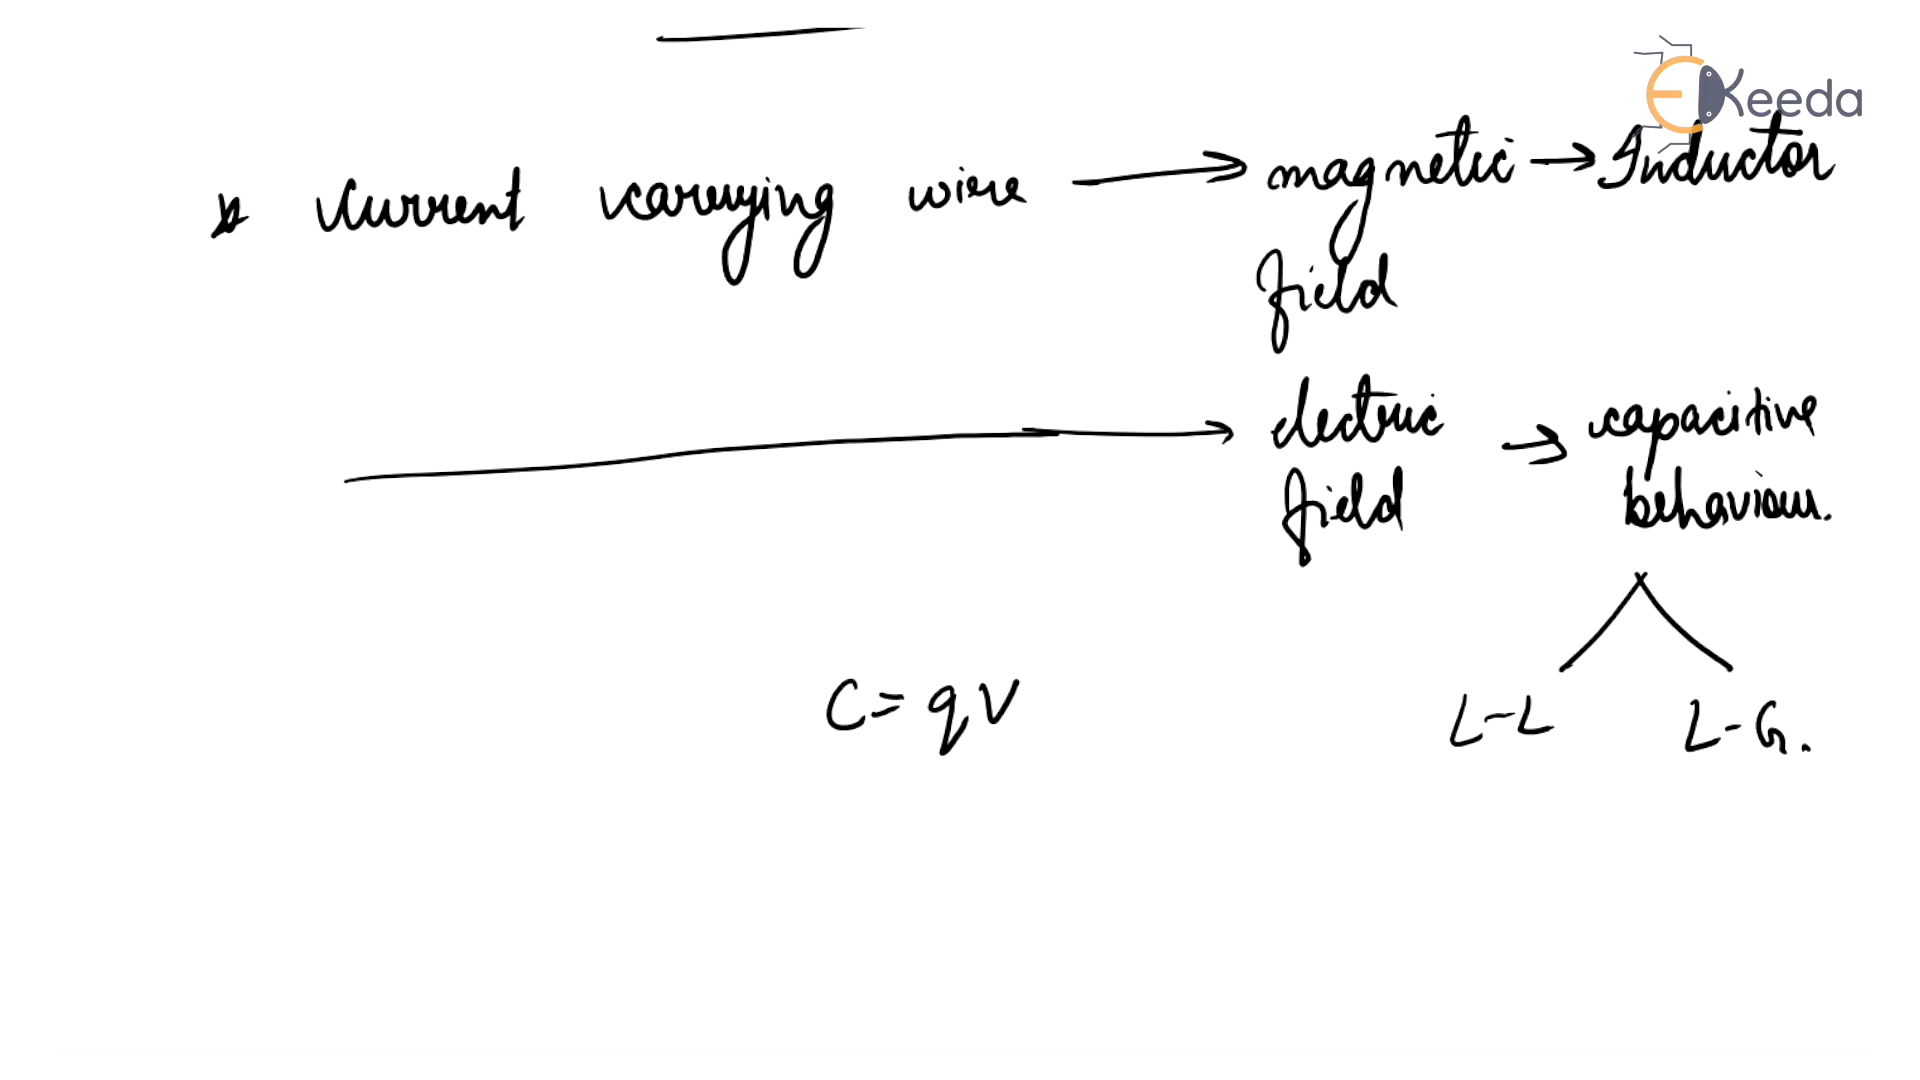 EKeeda
* Current carrying wire → magnetic → Inductor
field
→ electric → capacitive
field behaviour.
C = qV
L-L L-G.